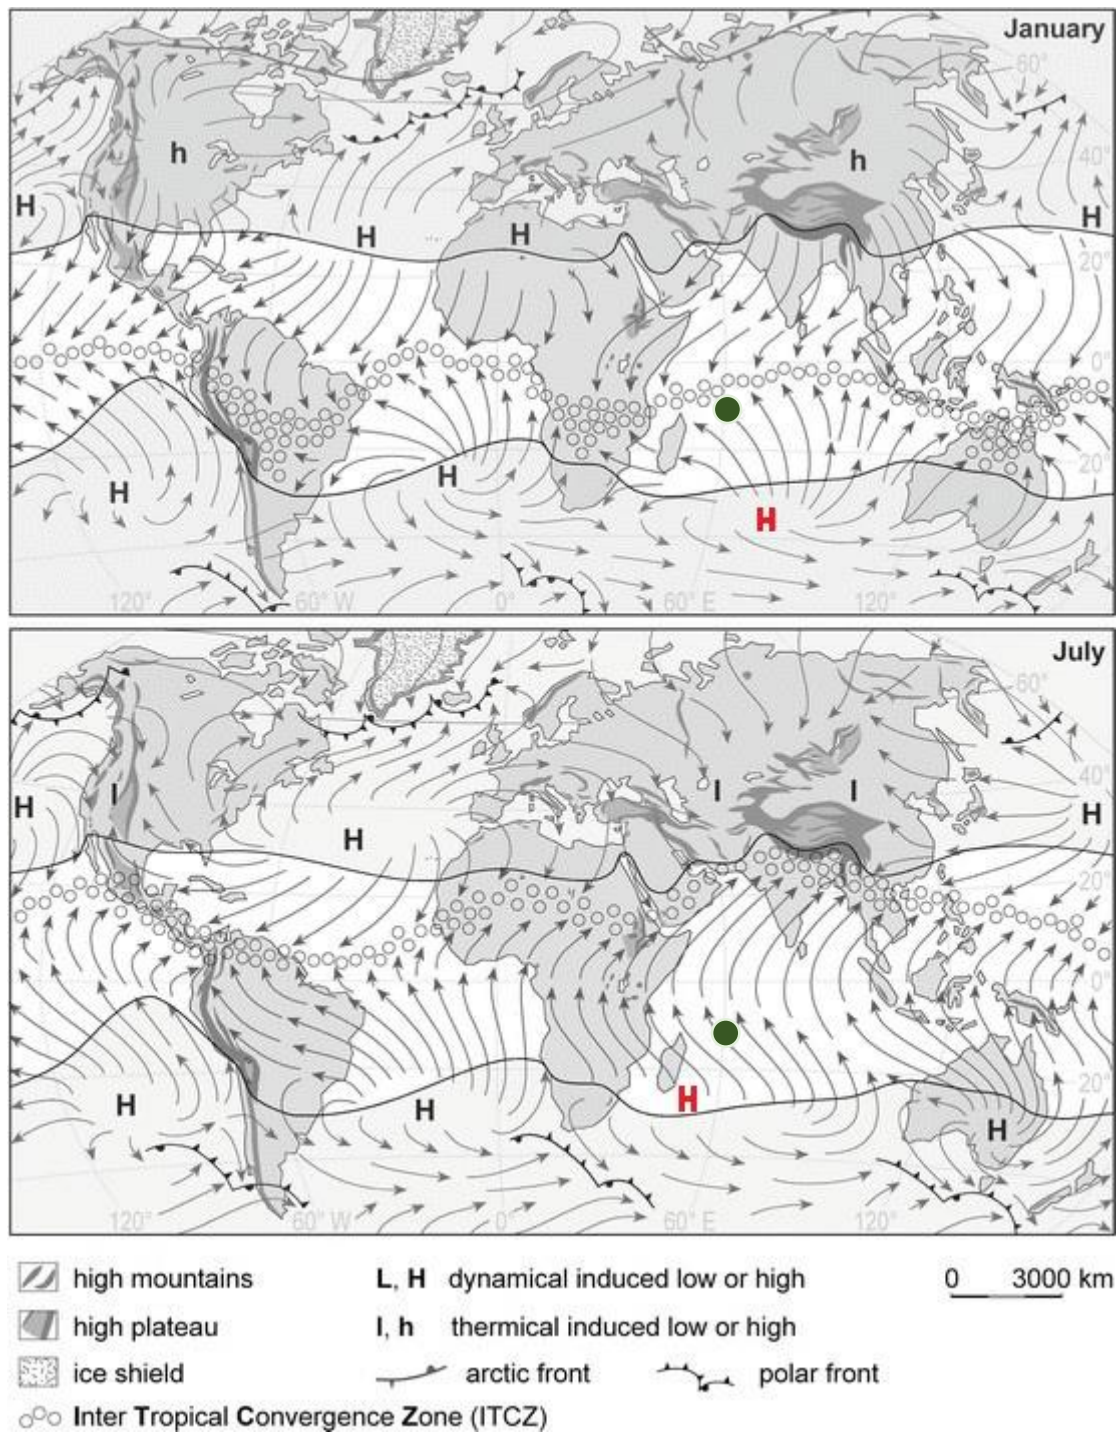 January
60°
h
h
40°
H
H
H
H
20°
0°
20°
H
H
H
120°
60° W
0°
60° E
120°
July
60°
l
l
l
40°
H
H
H
20°
0°
20°
H
H
H
H
120°
60° W
0°
60° E
120°
high mountains
L, H dynamical induced low or high
0 3000 km
high plateau
l, h thermical induced low or high
ice shield
arctic front
polar front
Inter Tropical Convergence Zone (ITCZ)